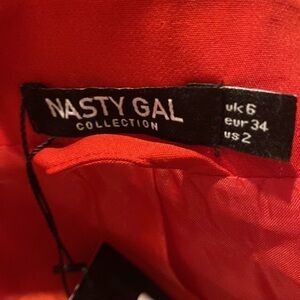 NASTY GAL
COLLECTION
uk 6
eur 34
us 2